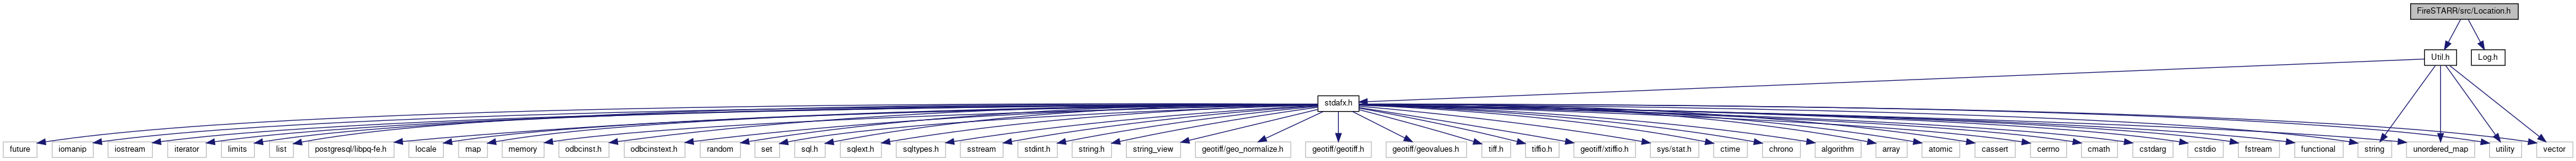 FireSTARR/src/Location.h
Util.h
Log.h
stdafx.h
future
iomanip
iostream
iterator
limits
list
postgresql/libpq-fe.h
locale
map
memory
odbcinst.h
odbcinstext.h
random
set
sql.h
sqlext.h
sqltypes.h
sstream
stdint.h
string.h
string_view
geotiff/geo_normalize.h
geotiff/geotiff.h
geotiff/geovalues.h
tiff.h
tiffio.h
geotiff/xtiffio.h
sys/stat.h
ctime
chrono
algorithm
array
atomic
cassert
cerrno
cmath
cstdarg
cstdio
fstream
functional
string
unordered_map
utility
vector